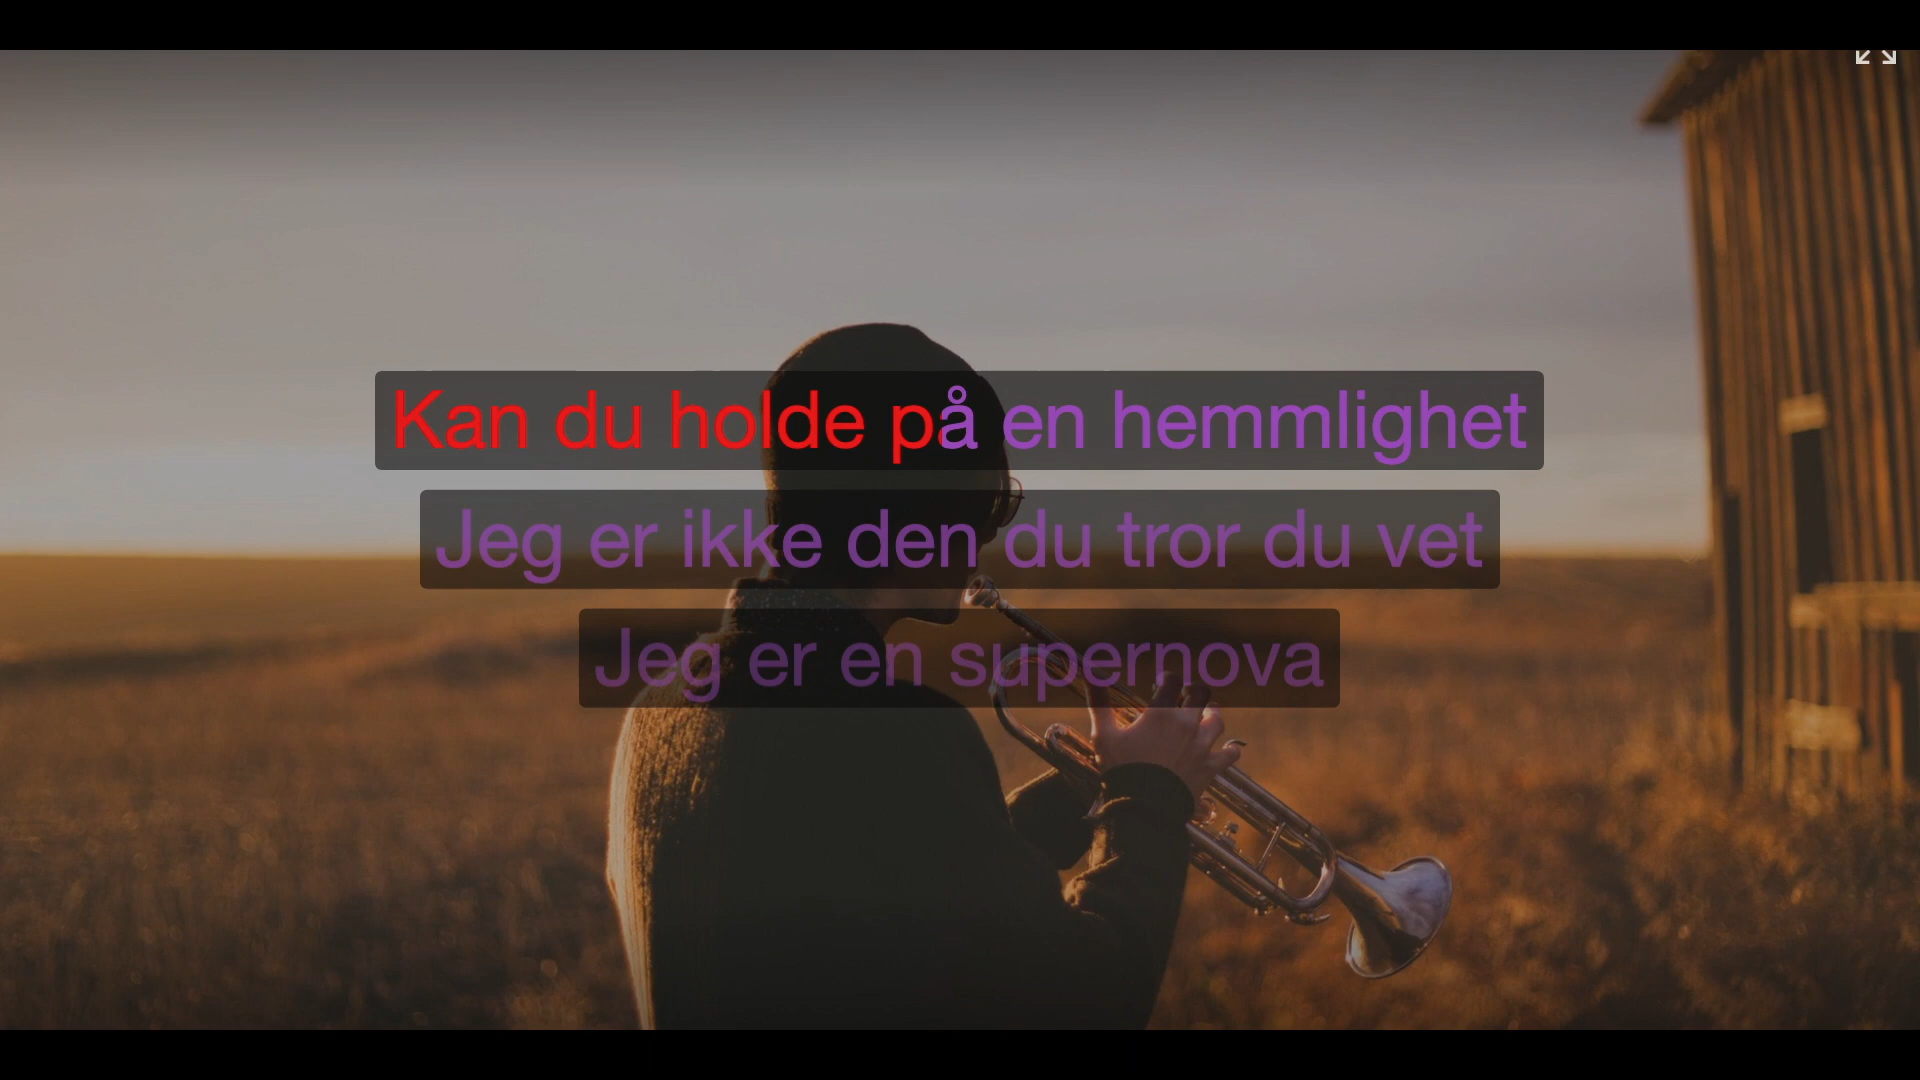 Kan du holde på en hemmlighet
Jeg er ikke den du tror du vet
Jeg er en supernova